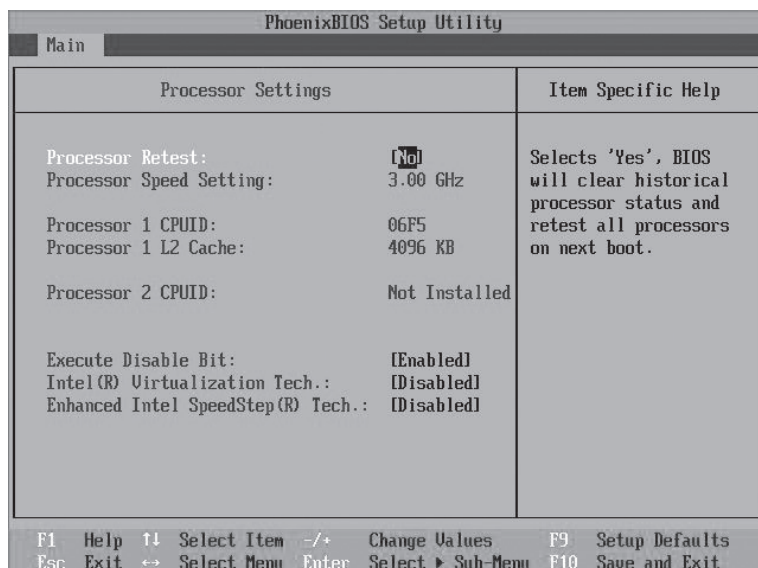 PhoenixBIOS Setup Utility
Main
Processor Settings
Item Specific Help
Processor Retest: [No]
Processor Speed Setting: 3.00 GHz
Processor 1 CPUID: 06F5
Processor 1 L2 Cache: 4096 KB
Processor 2 CPUID: Not Installed
Execute Disable Bit: [Enabled]
Intel(R) Virtualization Tech.: [Disabled]
Enhanced Intel SpeedStep(R) Tech.: [Disabled]
Selects 'Yes', BIOS
will clear historical
processor status and
retest all processors
on next boot.
F1 Help ↑↓ Select Item -/+ Change Values F9 Setup Defaults
Esc Exit ↔ Select Menu Enter Select ▶ Sub-Menu F10 Save and Exit